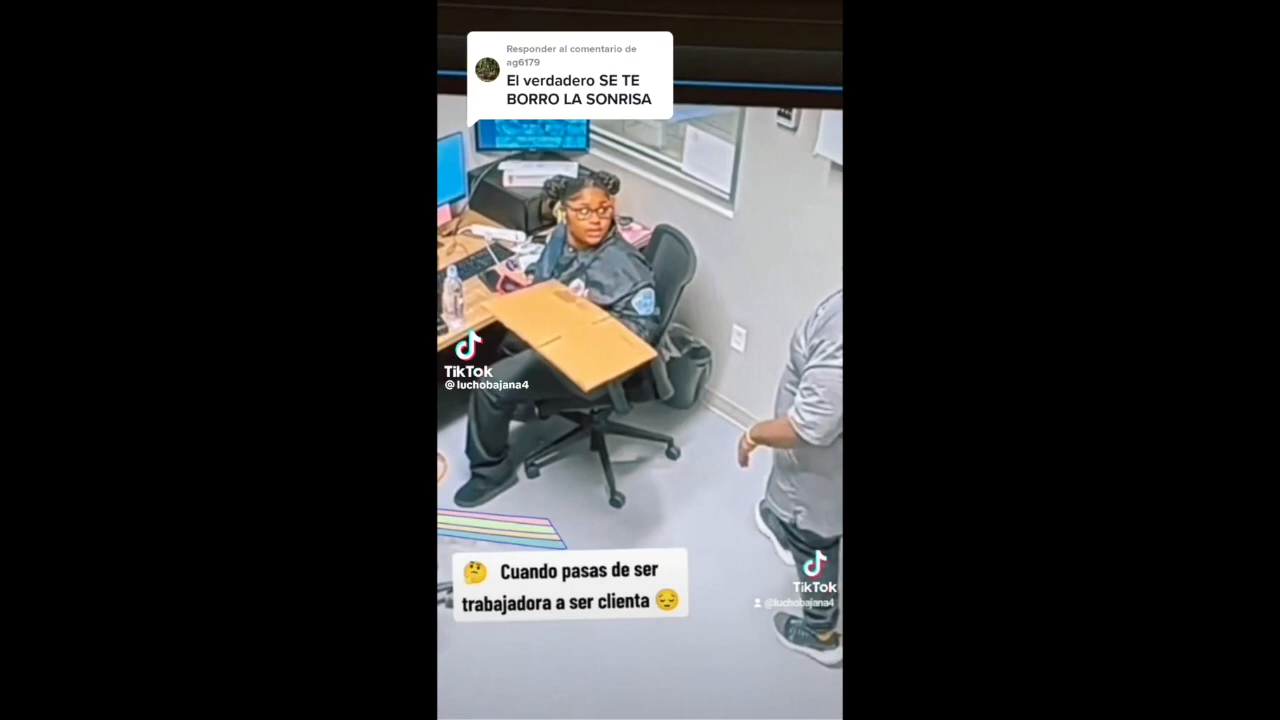 Responder al comentario de
ag6179
El verdadero SE TE
BORRO LA SONRISA
TikTok
@luchobajana4
🤔 Cuando pasas de ser
trabajadora a ser clienta 😔
TikTok
@luchobajana4